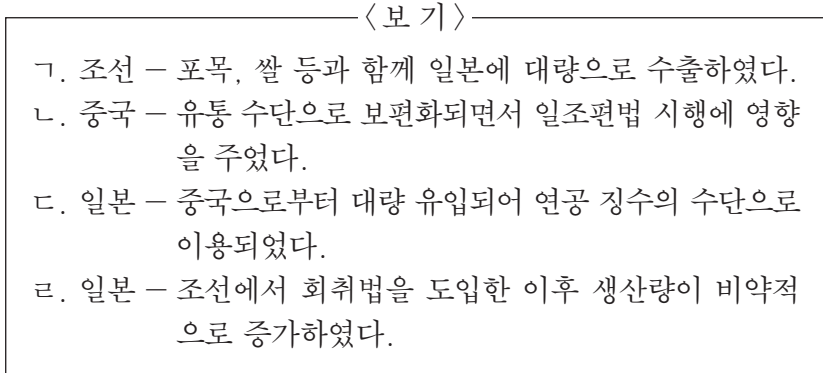 〈보 기〉
ㄱ. 조선 － 포목, 쌀 등과 함께 일본에 대량으로 수출하였다.
ㄴ. 중국 － 유통 수단으로 보편화되면서 일조편법 시행에 영향
을 주었다.
ㄷ. 일본 － 중국으로부터 대량 유입되어 연공 징수의 수단으로
이용되었다.
ㄹ. 일본 － 조선에서 회취법을 도입한 이후 생산량이 비약적
으로 증가하였다.